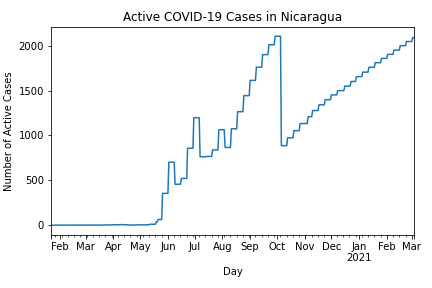 Active COVID-19 Cases in Nicaragua
Number of Active Cases
2000
1500
1000
500
0
Feb Mar Apr May Jun Jul Aug Sep Oct Nov Dec Jan Feb Mar
2021
Day